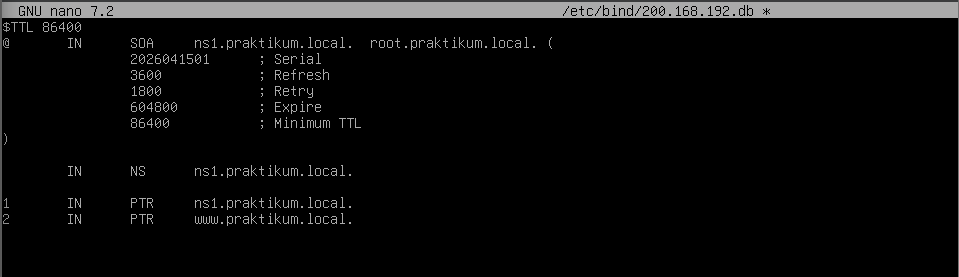 GNU nano 7.2 /etc/bind/200.168.192.db *
$TTL 86400
@ IN SOA ns1.praktikum.local. root.praktikum.local. (
2026041501 ; Serial
3600 ; Refresh
1800 ; Retry
604800 ; Expire
86400 ; Minimum TTL
)
IN NS ns1.praktikum.local.
1 IN PTR ns1.praktikum.local.
2 IN PTR www.praktikum.local.